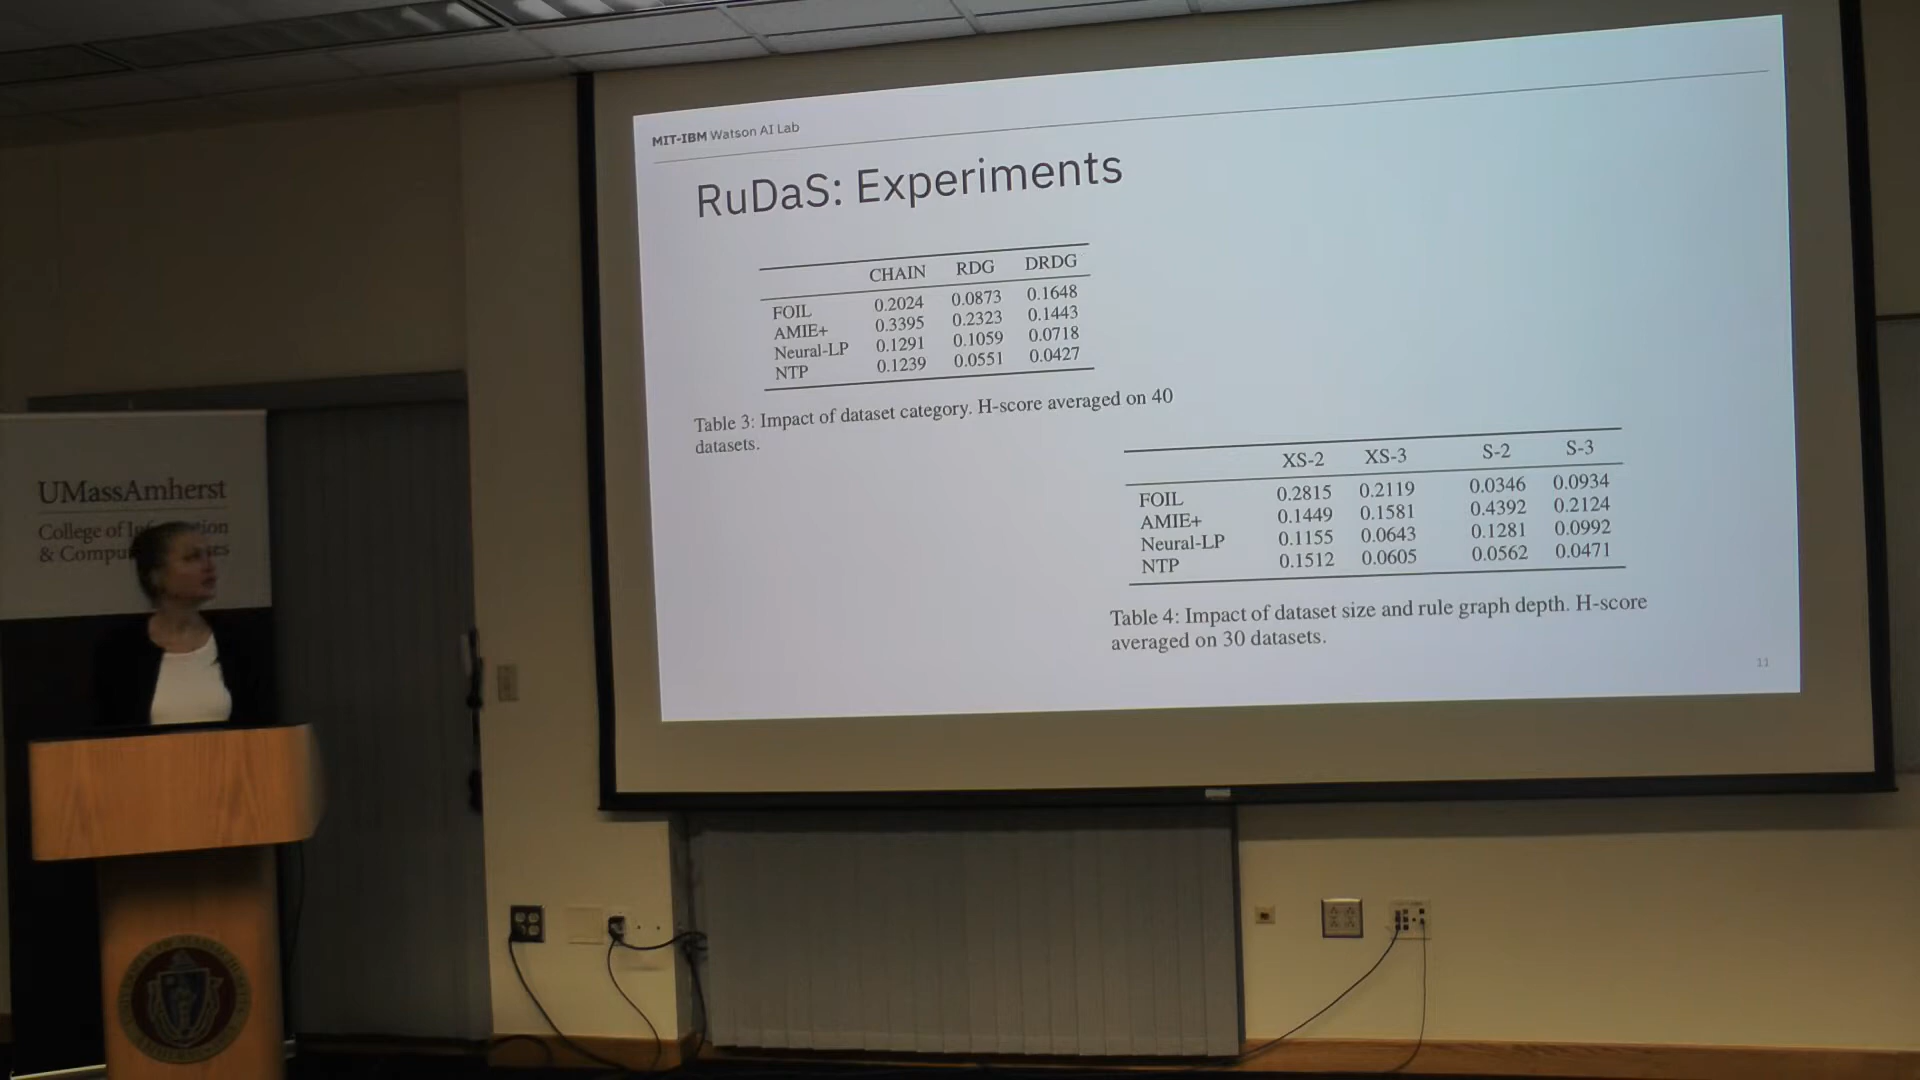 MIT-IBM Watson AI Lab
RuDaS: Experiments
CHAIN RDG DRDG
FOIL 0.2024 0.0873 0.1648
AMIE+ 0.3395 0.2323 0.1443
Neural-LP 0.1291 0.1059 0.0718
NTP 0.1239 0.0551 0.0427
Table 3: Impact of dataset category. H-score averaged on 40
datasets.
XS-2 XS-3 S-2 S-3
FOIL 0.2815 0.2119 0.0346 0.0934
AMIE+ 0.1449 0.1581 0.4392 0.2124
Neural-LP 0.1155 0.0643 0.1281 0.0992
NTP 0.1512 0.0605 0.0562 0.0471
Table 4: Impact of dataset size and rule graph depth. H-score
averaged on 30 datasets.
11
UMassAmherst
College of
&